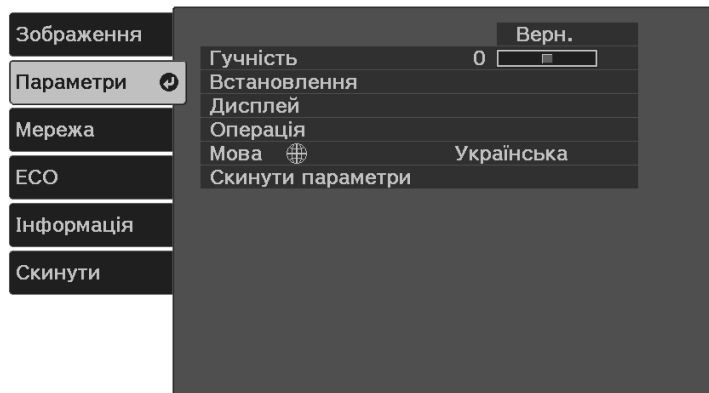 Зображення
Параметри
Мережа
ECO
Інформація
Скинути
Верн.
Гучність 0
Встановлення
Дисплей
Операція
Мова Українська
Скинути параметри